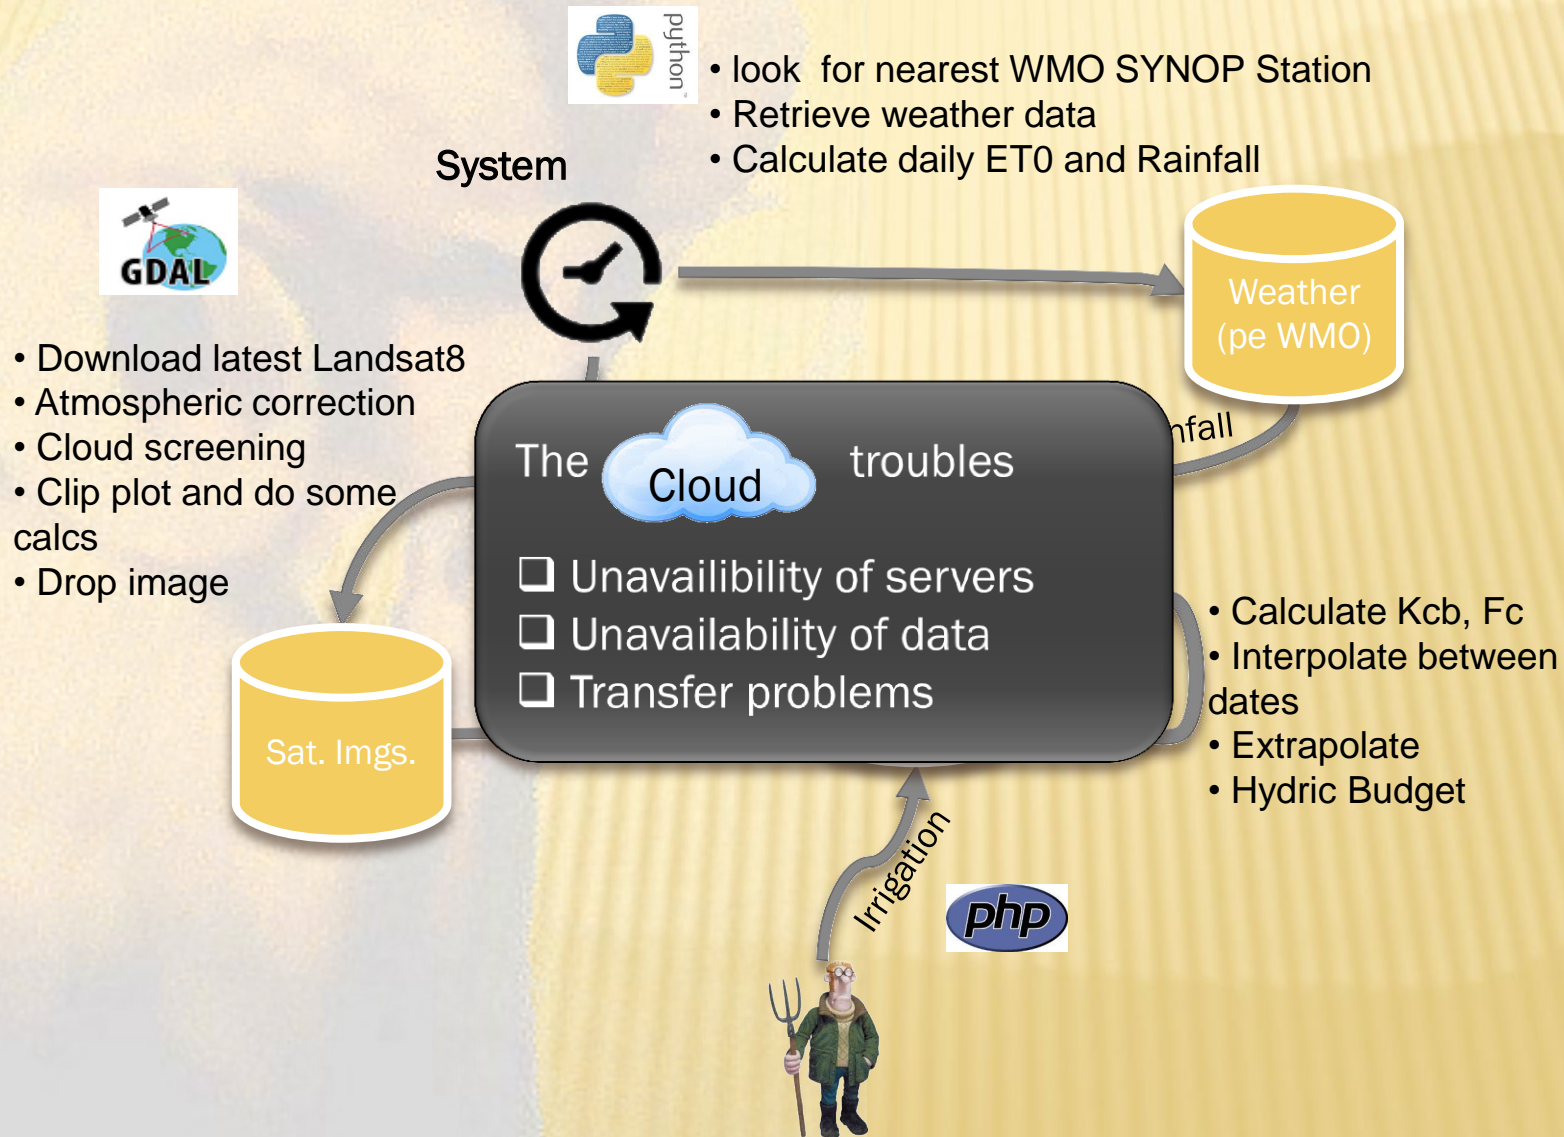 python™
• look for nearest WMO SYNOP Station
• Retrieve weather data
• Calculate daily ET0 and Rainfall
System
GDAL
Weather
(pe WMO)
• Download latest Landsat8
• Atmospheric correction
• Cloud screening
• Clip plot and do some
calcs
• Drop image
nfall
The Cloud troubles
❑ Unavailibility of servers
❑ Unavailability of data
❑ Transfer problems
Sat. Imgs.
• Calculate Kcb, Fc
• Interpolate between
dates
• Extrapolate
• Hydric Budget
Irrigation
php